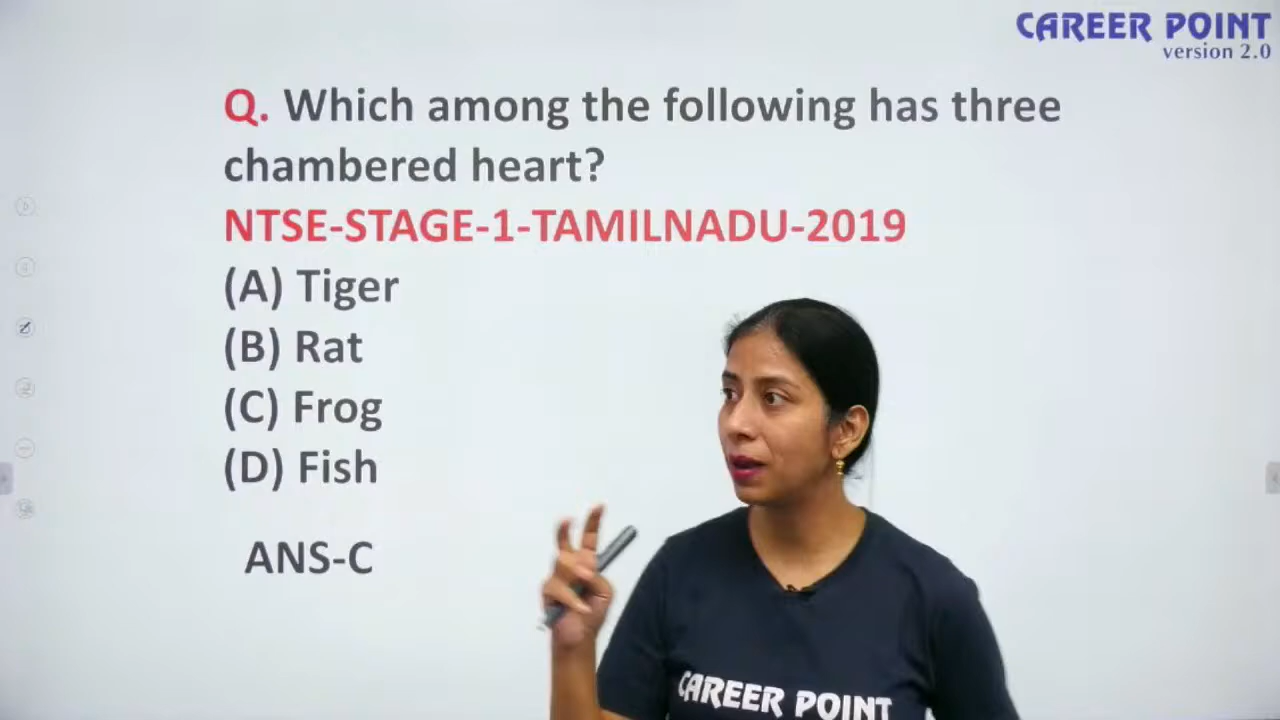 CAREER POINT
version 2.0
Q. Which among the following has three
chambered heart?
NTSE-STAGE-1-TAMILNADU-2019
(A) Tiger
(B) Rat
(C) Frog
(D) Fish
ANS-C
CAREER POINT